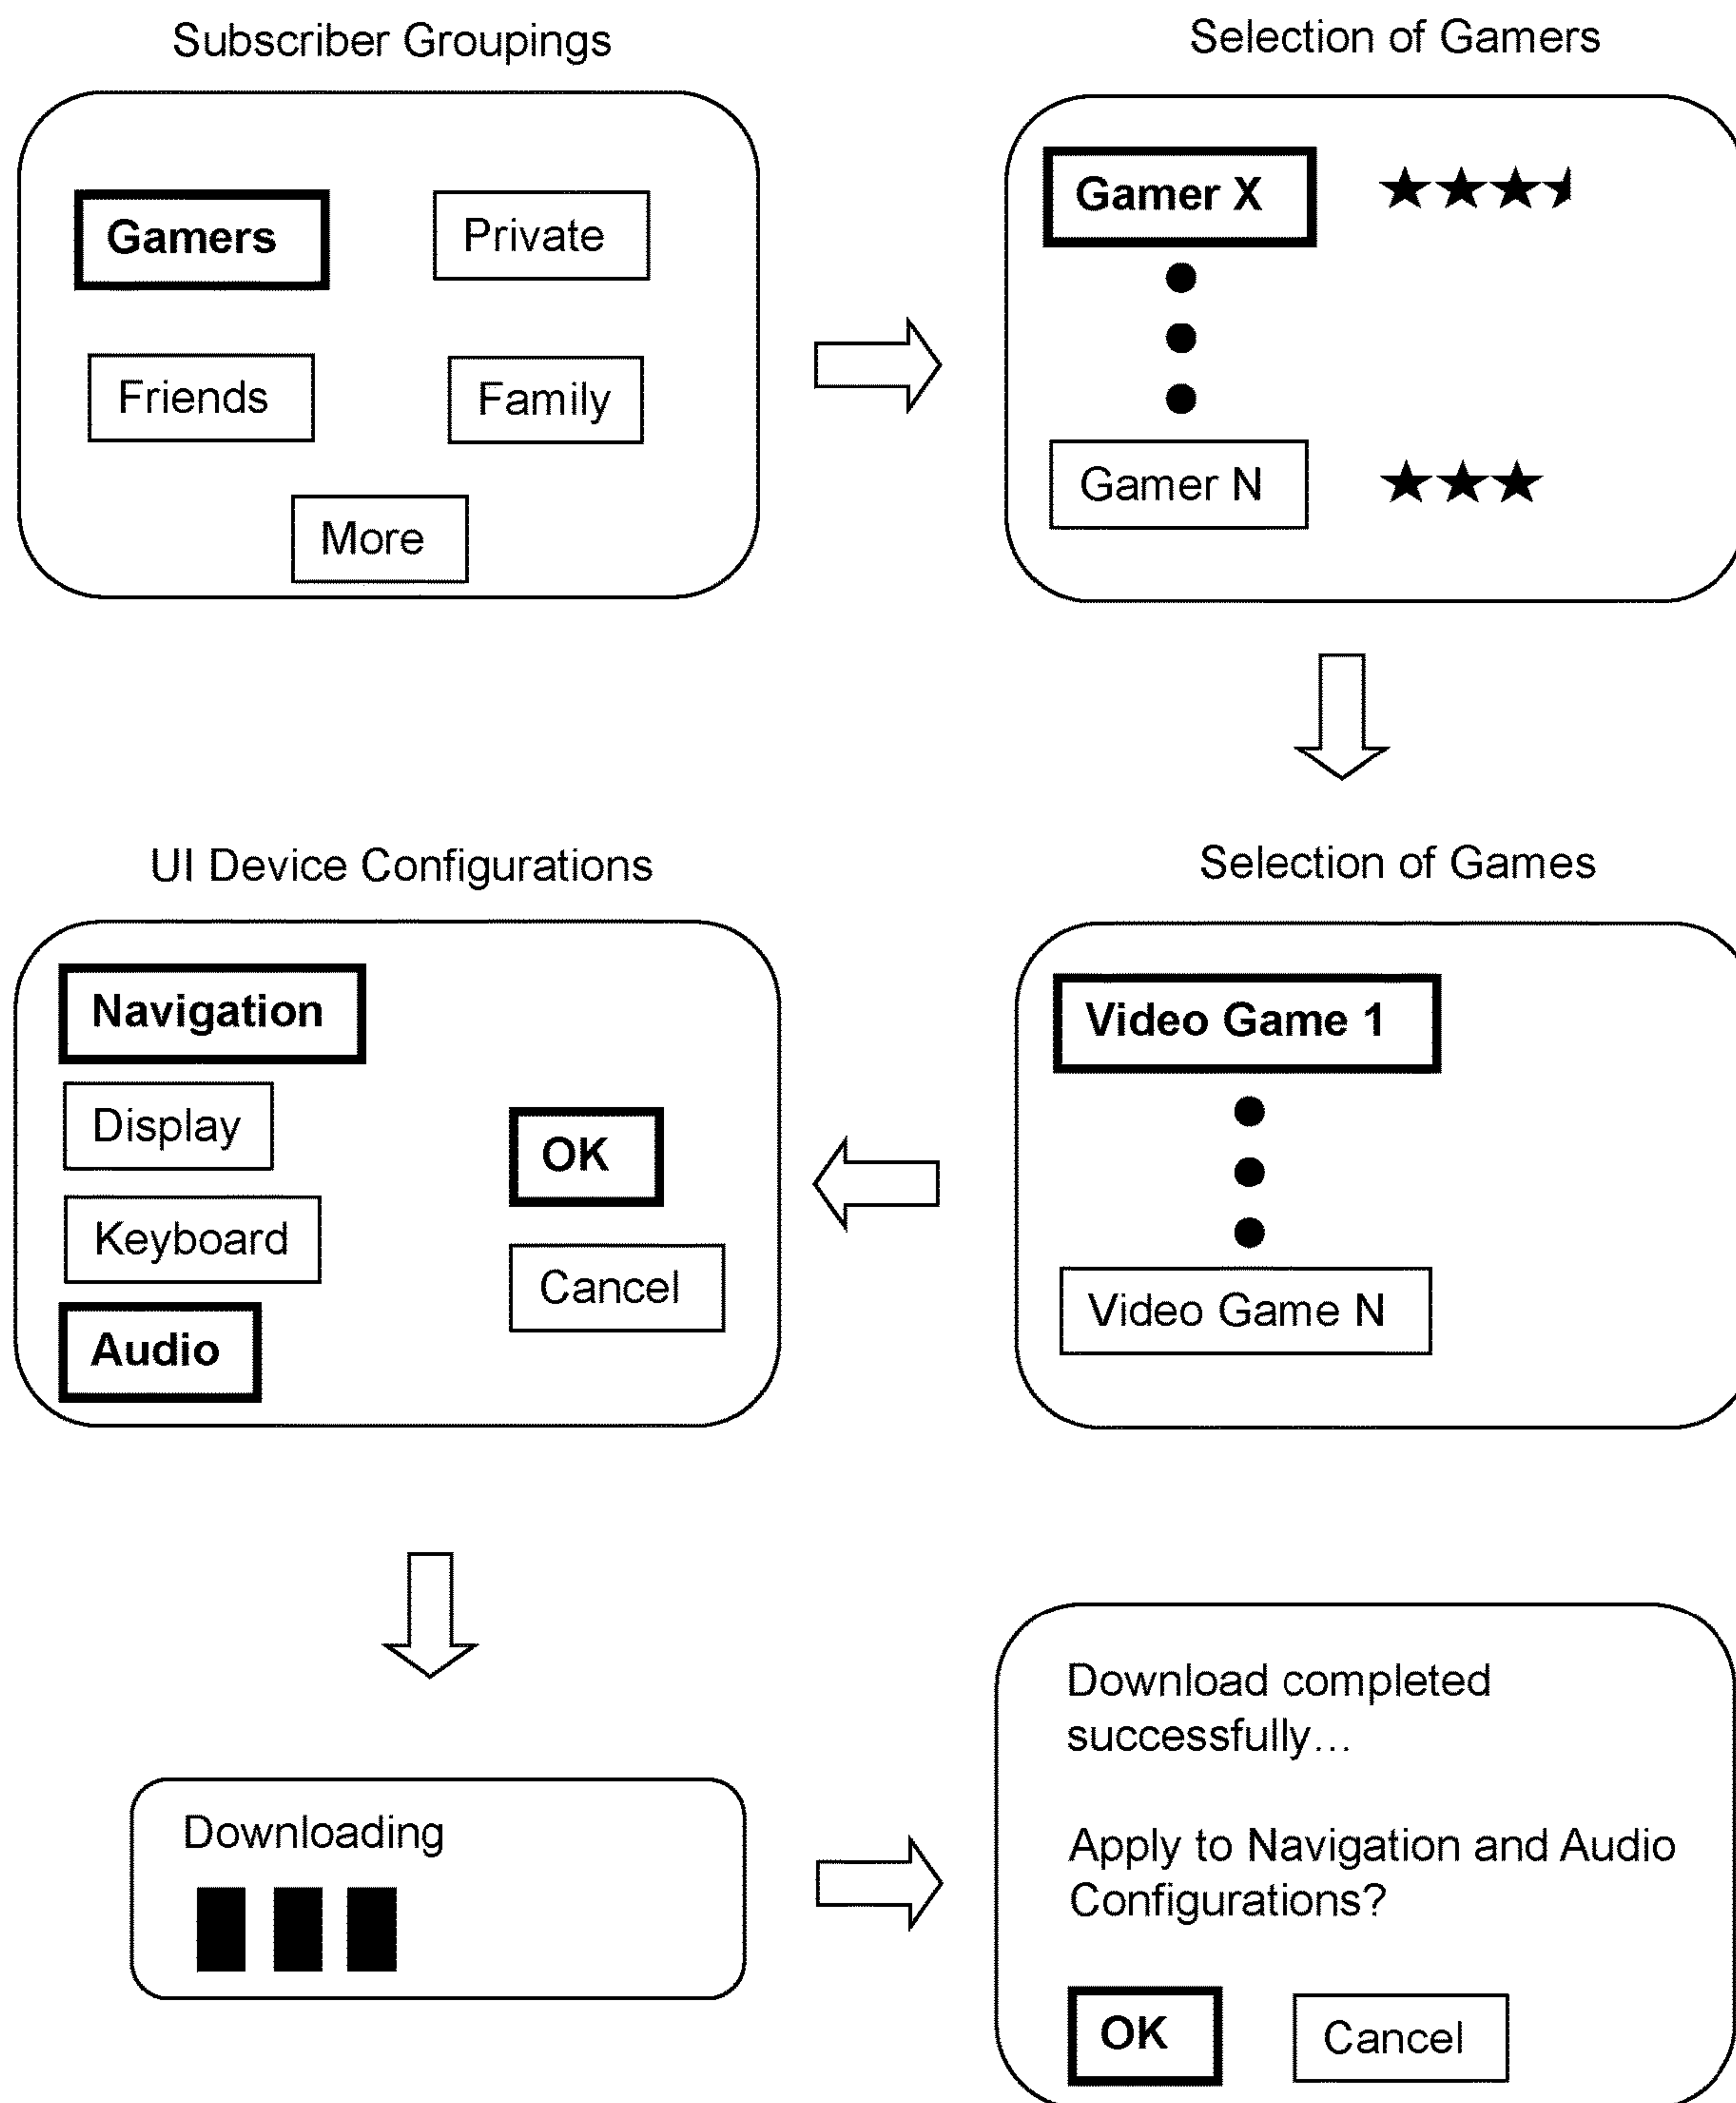 Subscriber Groupings
Gamers
Private
Friends
Family
More
Selection of Gamers
Gamer X
Gamer N
Selection of Games
Video Game 1
Video Game N
UI Device Configurations
Navigation
Display
Keyboard
Audio
OK
Cancel
Downloading
Download completed
successfully...
Apply to Navigation and Audio
Configurations?
OK
Cancel